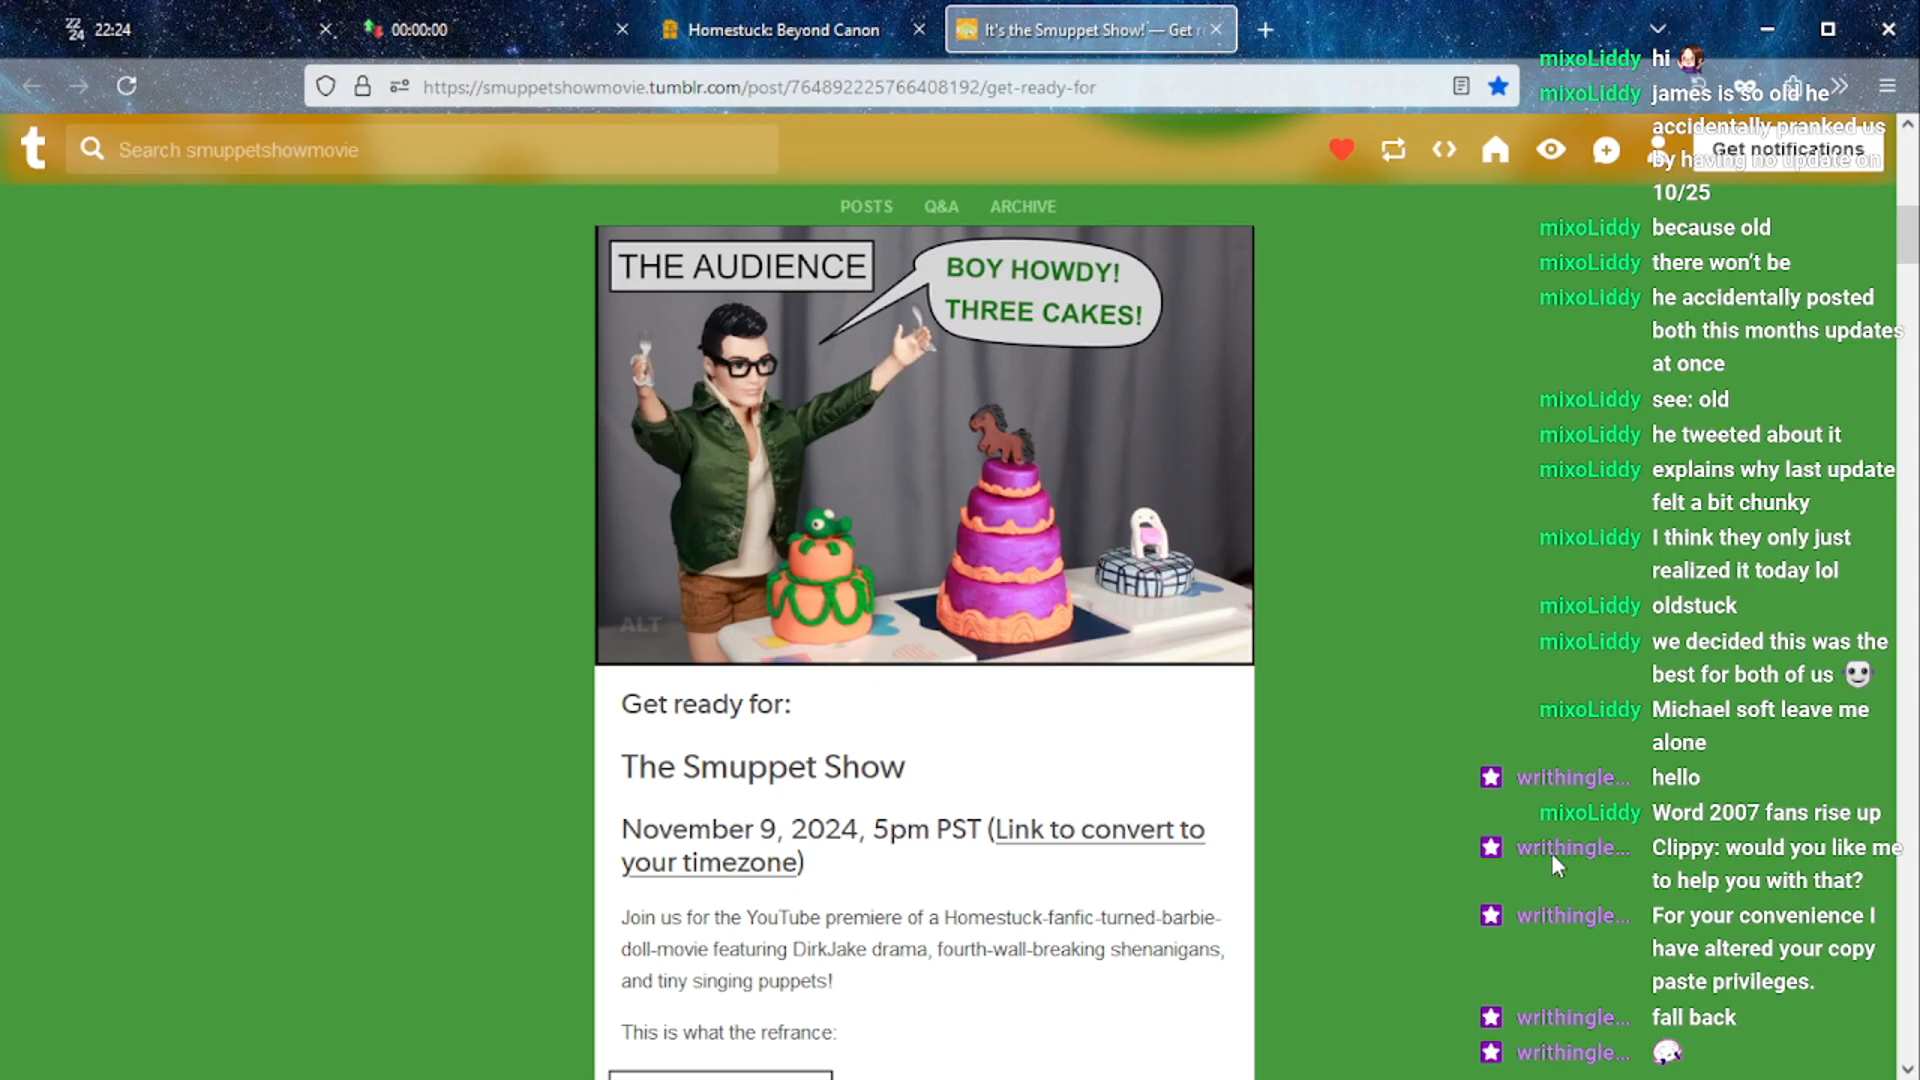 22:24
00:00:00
Homestuck: Beyond Canon
It's the Smuppet Show! — Get r
https://smuppetshowmovie.tumblr.com/post/764892225766408192/get-ready-for
t
Search smuppetshowmovie
Get notifications
POSTS
Q&A
ARCHIVE
THE AUDIENCE
BOY HOWDY!
THREE CAKES!
ALT
Get ready for:
The Smuppet Show
November 9, 2024, 5pm PST (Link to convert to
your timezone)
Join us for the YouTube premiere of a Homestuck-fanfic-turned-barbie-
doll-movie featuring DirkJake drama, fourth-wall-breaking shenanigans,
and tiny singing puppets!
This is what the refrance:
mixoLiddy hi
mixoLiddy james is so old he
accidentally pranked us
by having no update on
10/25
mixoLiddy because old
mixoLiddy there won't be
mixoLiddy he accidentally posted
both this months updates
at once
mixoLiddy see: old
mixoLiddy he tweeted about it
mixoLiddy explains why last update
felt a bit chunky
mixoLiddy I think they only just
realized it today lol
mixoLiddy oldstuck
mixoLiddy we decided this was the
best for both of us
mixoLiddy Michael soft leave me
alone
writhingle... hello
mixoLiddy Word 2007 fans rise up
writhingle... Clippy: would you like me
to help you with that?
writhingle... For your convenience I
have altered your copy
paste privileges.
writhingle... fall back
writhingle...